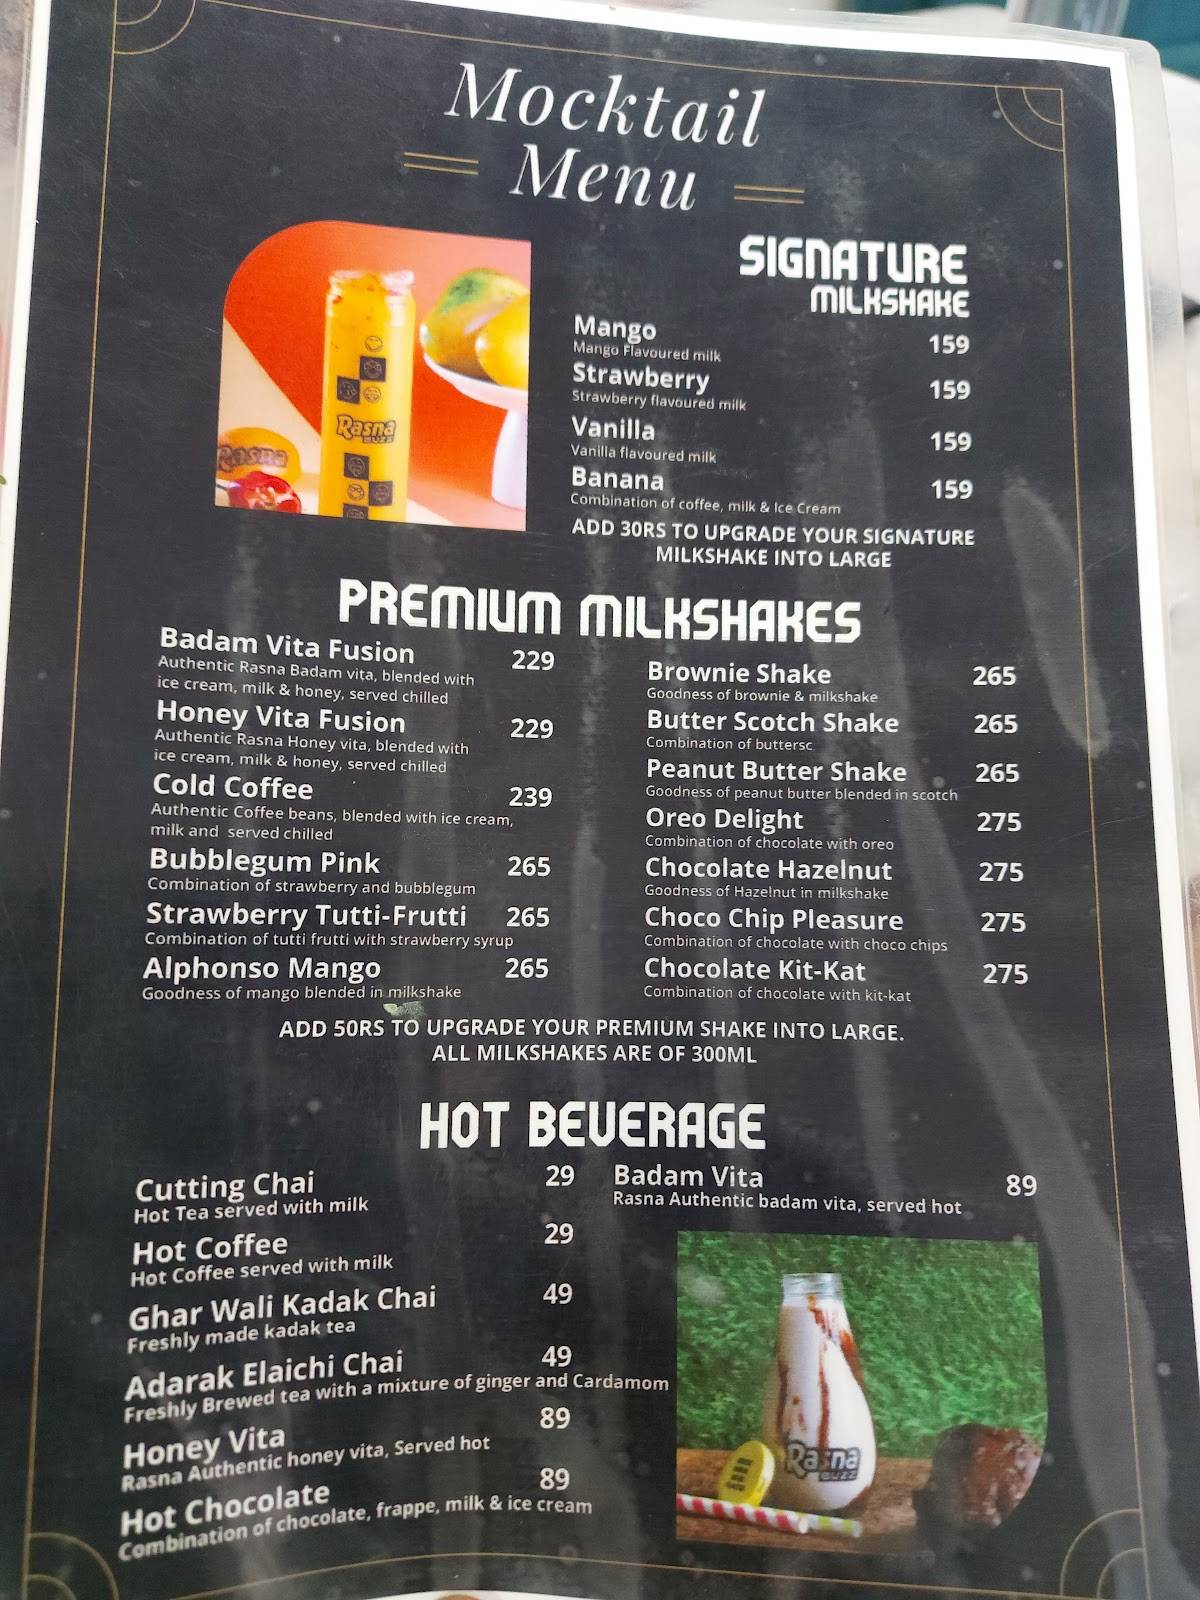 Mocktail
Menu
SIGNATURE
MILKSHAKE
Mango 159
Mango Flavoured milk
Strawberry 159
Strawberry flavoured milk
Vanilla 159
Vanilla flavoured milk
Banana 159
Combination of coffee, milk & Ice Cream
ADD 30RS TO UPGRADE YOUR SIGNATURE
MILKSHAKE INTO LARGE
Rasna
BUZZ
Rasna
PREMIUM MILKSHAKES
Badam Vita Fusion 229
Authentic Rasna Badam vita, blended with
ice cream, milk & honey, served chilled
Honey Vita Fusion 229
Authentic Rasna Honey vita, blended with
ice cream, milk & honey, served chilled
Cold Coffee 239
Authentic Coffee beans, blended with ice cream,
milk and served chilled
Bubblegum Pink 265
Combination of strawberry and bubblegum
Strawberry Tutti-Frutti 265
Combination of tutti frutti with strawberry syrup
Alphonso Mango 265
Goodness of mango blended in milkshake
Brownie Shake 265
Goodness of brownie & milkshake
Butter Scotch Shake 265
Combination of buttersc
Peanut Butter Shake 265
Goodness of peanut butter blended in scotch
Oreo Delight 275
Combination of chocolate with oreo
Chocolate Hazelnut 275
Goodness of Hazelnut in milkshake
Choco Chip Pleasure 275
Combination of chocolate with choco chips
Chocolate Kit-Kat 275
Combination of chocolate with kit-kat
ADD 50RS TO UPGRADE YOUR PREMIUM SHAKE INTO LARGE.
ALL MILKSHAKES ARE OF 300ML
HOT BEVERAGE
Cutting Chai 29
Hot Tea served with milk
Hot Coffee 29
Hot Coffee served with milk
Ghar Wali Kadak Chai 49
Freshly made kadak tea
Adarak Elaichi Chai 49
Freshly Brewed tea with a mixture of ginger and Cardamom
Honey Vita 89
Rasna Authentic honey vita, Served hot
Hot Chocolate 89
Combination of chocolate, frappe, milk & ice cream
Badam Vita 89
Rasna Authentic badam vita, served hot
Rasna
BUZZ